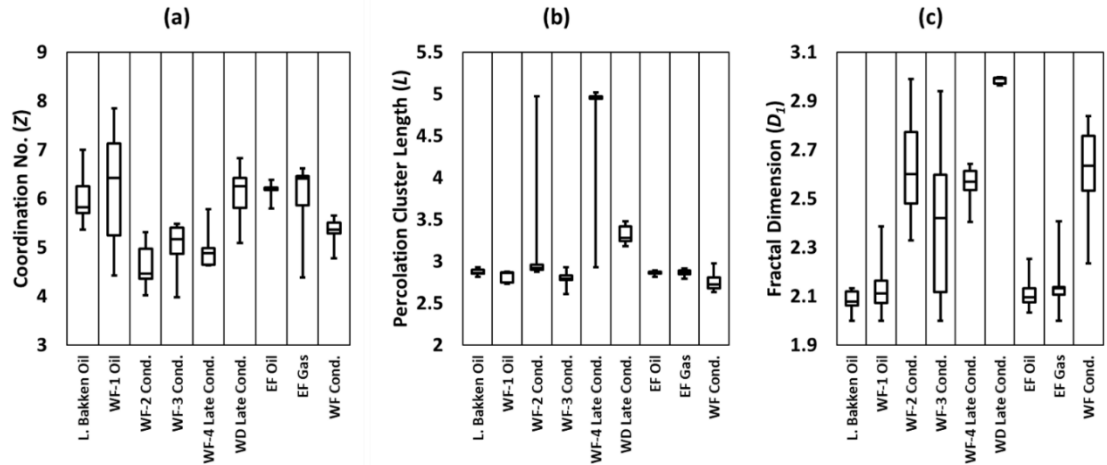 (a)
Coordination No. (Z)
9
8
7
6
5
4
3
L. Bakken Oil
WF-1 Oil
WF-2 Cond.
WF-3 Cond.
WF-4 Late Cond.
WD Late Cond.
EF Oil
EF Gas
WF Cond.
(b)
Percolation Cluster Length (L)
5.5
5
4.5
4
3.5
3
2.5
2
L. Bakken Oil
WF-1 Oil
WF-2 Cond.
WF-3 Cond.
WF-4 Late Cond.
WD Late Cond.
EF Oil
EF Gas
WF Cond.
(c)
Fractal Dimension (D1)
3.1
2.9
2.7
2.5
2.3
2.1
1.9
L. Bakken Oil
WF-1 Oil
WF-2 Cond.
WF-3 Cond.
WF-4 Late Cond.
WD Late Cond.
EF Oil
EF Gas
WF Cond.